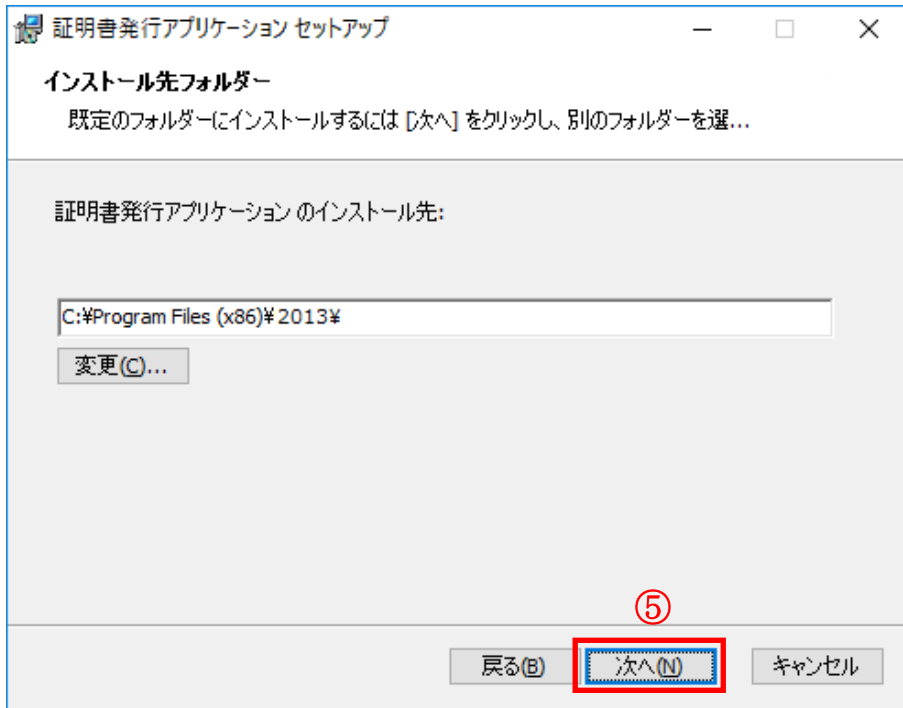 証明書発行アプリケーション セットアップ
インストール先フォルダー
既定のフォルダーにインストールするには [次へ] をクリックし、別のフォルダーを選...
証明書発行アプリケーション のインストール先:
C:¥Program Files (x86)¥2013¥
変更(C)...
⑤
戻る(B) 次へ(N) キャンセル